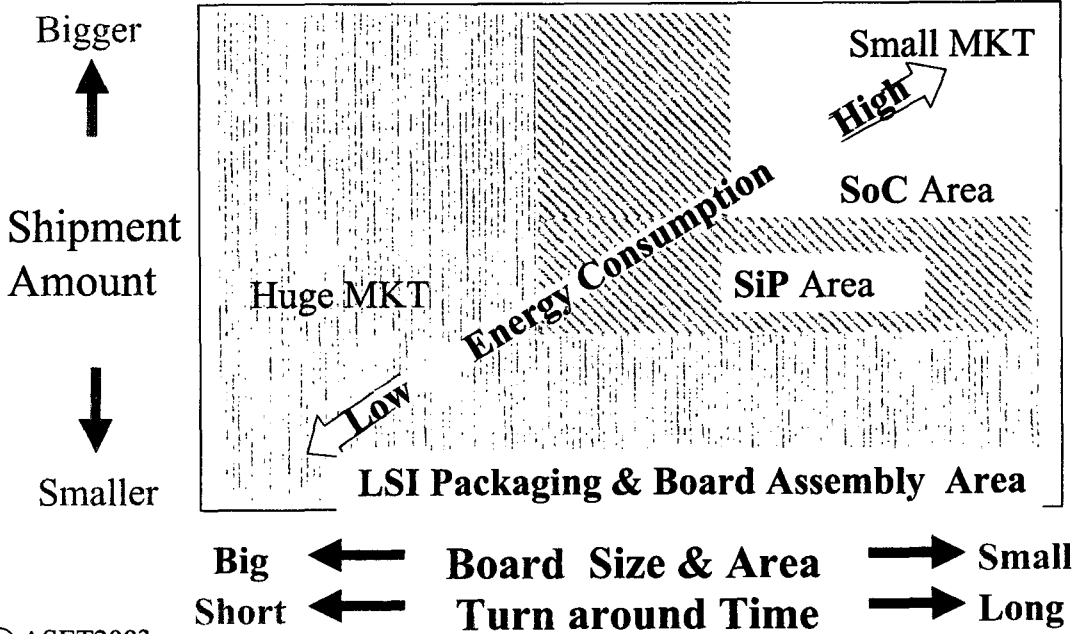 Bigger
Small MKT
High
Shipment
Amount
SoC Area
Energy Consumption
SiP Area
Huge MKT
Low
Smaller
LSI Packaging & Board Assembly Area
Big Board Size & Area Small
Short Turn around Time Long